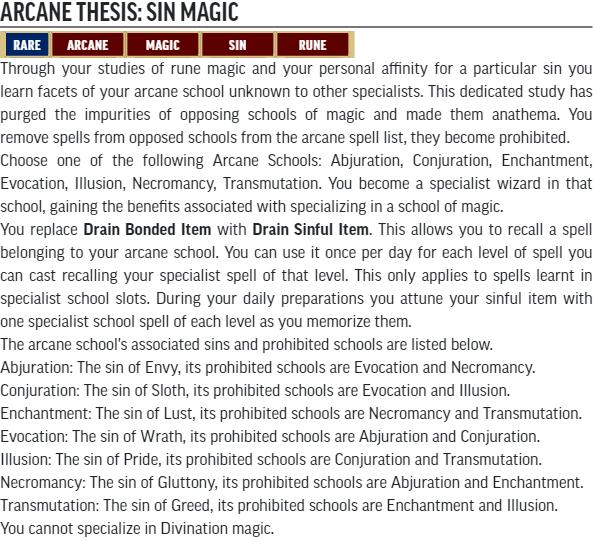 ARCANE THESIS: SIN MAGIC
RARE ARCANE MAGIC SIN RUNE
Through your studies of rune magic and your personal affinity for a particular sin you
learn facets of your arcane school unknown to other specialists. This dedicated study has
purged the impurities of opposing schools of magic and made them anathema. You
remove spells from opposed schools from the arcane spell list, they become prohibited.
Choose one of the following Arcane Schools: Abjuration, Conjuration, Enchantment,
Evocation, Illusion, Necromancy, Transmutation. You become a specialist wizard in that
school, gaining the benefits associated with specializing in a school of magic.
You replace Drain Bonded Item with Drain Sinful Item. This allows you to recall a spell
belonging to your arcane school. You can use it once per day for each level of spell you
can cast recalling your specialist spell of that level. This only applies to spells learnt in
specialist school slots. During your daily preparations you attune your sinful item with
one specialist school spell of each level as you memorize them.
The arcane school's associated sins and prohibited schools are listed below.
Abjuration: The sin of Envy, its prohibited schools are Evocation and Necromancy.
Conjuration: The sin of Sloth, its prohibited schools are Evocation and Illusion.
Enchantment: The sin of Lust, its prohibited schools are Necromancy and Transmutation.
Evocation: The sin of Wrath, its prohibited schools are Abjuration and Conjuration.
Illusion: The sin of Pride, its prohibited schools are Conjuration and Transmutation.
Necromancy: The sin of Gluttony, its prohibited schools are Abjuration and Enchantment.
Transmutation: The sin of Greed, its prohibited schools are Enchantment and Illusion.
You cannot specialize in Divination magic.